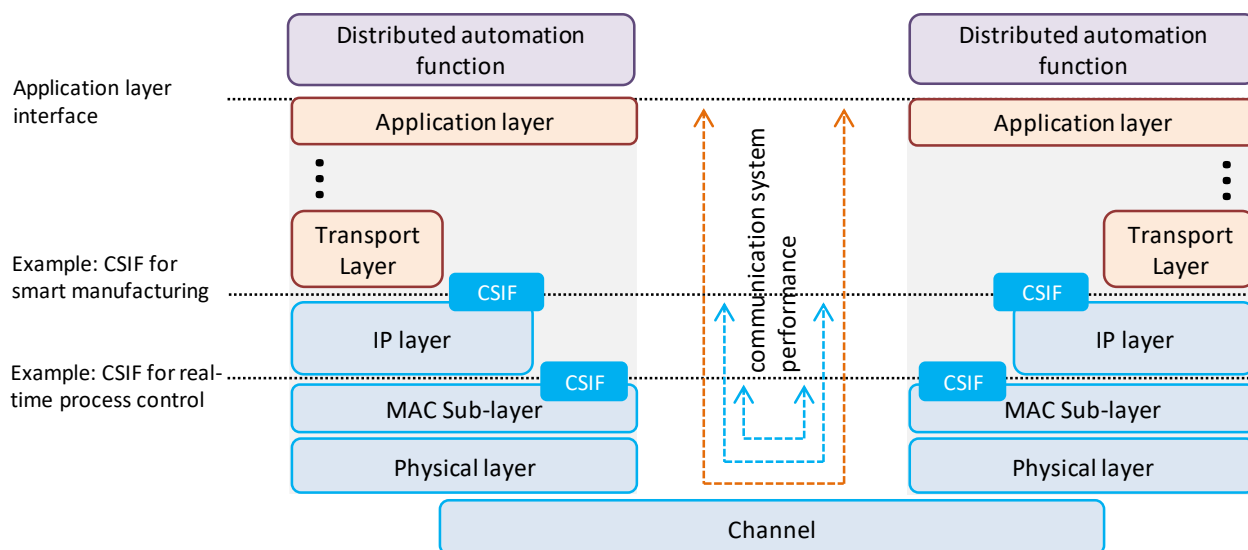 Distributed automation
function
Distributed automation
function
Application layer
interface
Application layer
Application layer
Transport
Layer
Transport
Layer
communication system
performance
Example: CSIF for
smart manufacturing
CSIF
CSIF
IP layer
IP layer
Example: CSIF for real-
time process control
CSIF
CSIF
MAC Sub-layer
MAC Sub-layer
Physical layer
Physical layer
Channel